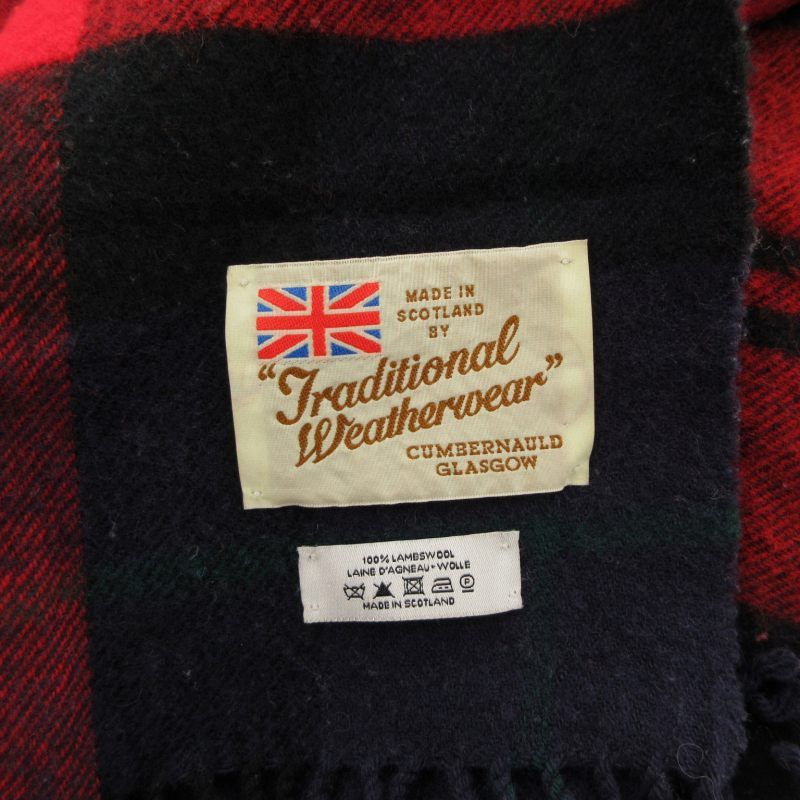 MADE IN
SCOTLAND
BY
"Traditional
Weatherwear"
CUMBERNAULD
GLASGOW
100% LAMBSWOOL
LAINE D'AGNEAU • WOLLE
P
MADE IN SCOTLAND